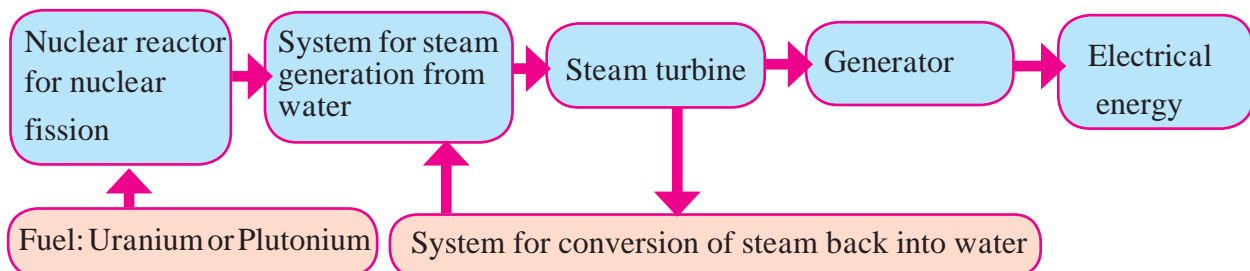 Nuclear reactor
for nuclear
fission
System for steam
generation from
water
Steam turbine
Generator
Electrical
energy
Fuel: Uranium or Plutonium
System for conversion of steam back into water